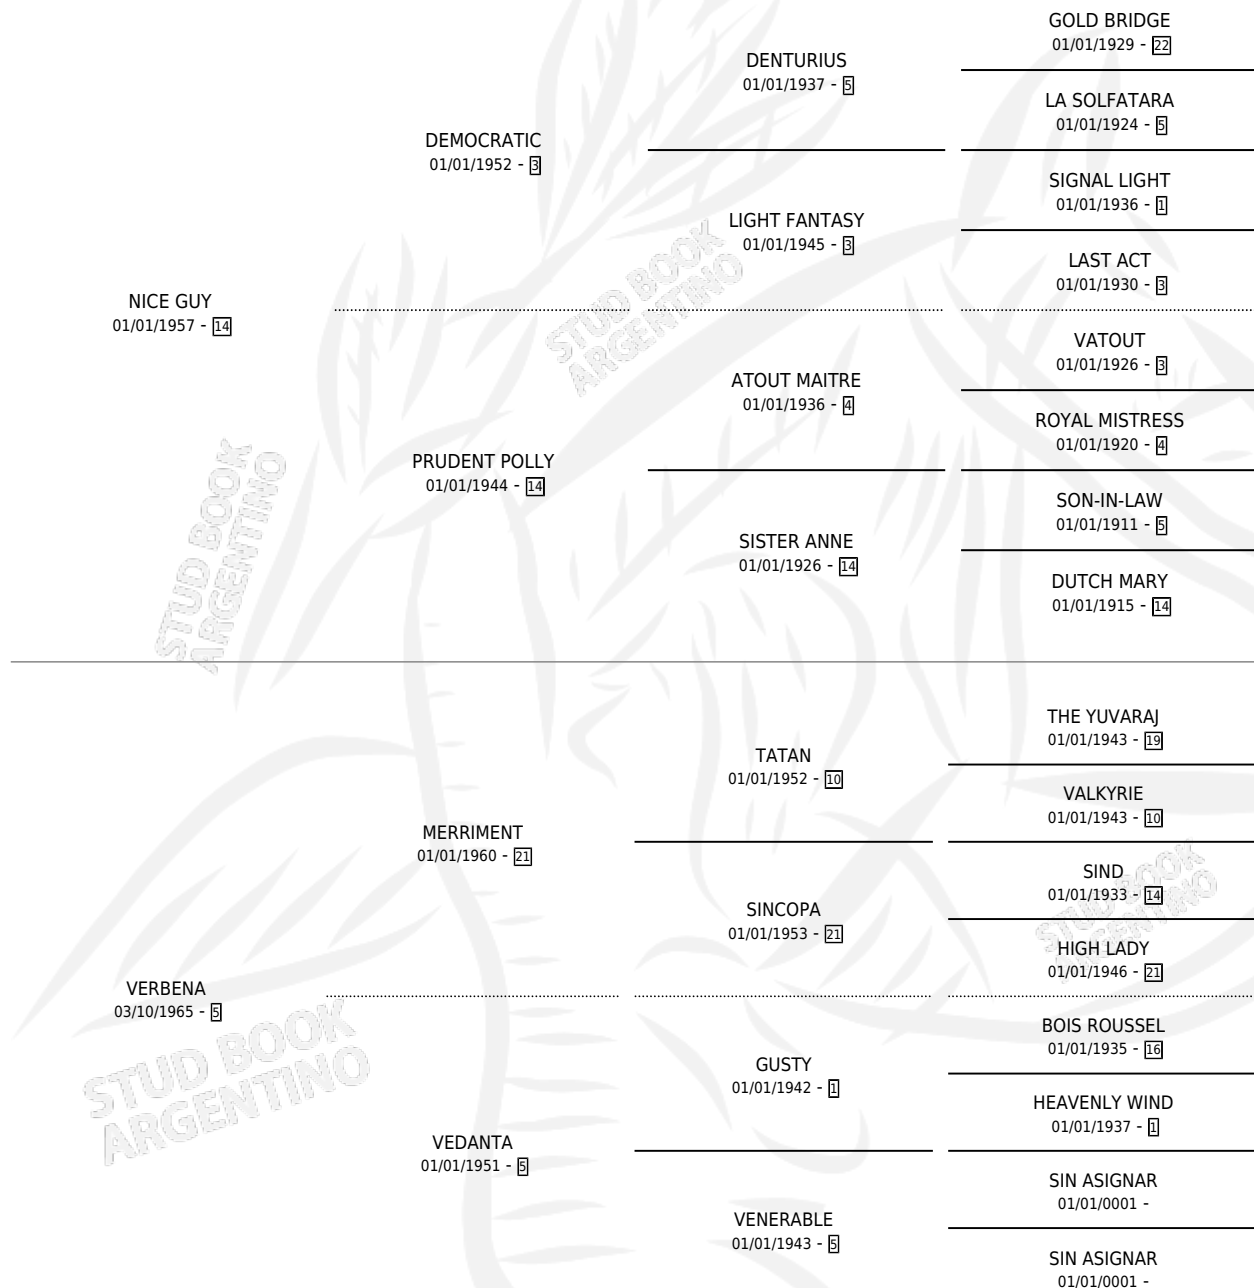 GOLD BRIDGE
01/01/1929 - 22
DENTURIUS
01/01/1937 - 5
LA SOLFATARA
01/01/1924 - 5
DEMOCRATIC
01/01/1952 - 3
SIGNAL LIGHT
01/01/1936 - 1
LIGHT FANTASY
01/01/1945 - 3
LAST ACT
01/01/1930 - 3
STUD BOOK
ARGENTINO
NICE GUY
01/01/1957 - 14
VATOUT
01/01/1926 - 3
ATOUT MAITRE
01/01/1936 - 4
ROYAL MISTRESS
01/01/1920 - 4
PRUDENT POLLY
01/01/1944 - 14
SON-IN-LAW
01/01/1911 - 5
SISTER ANNE
01/01/1926 - 14
DUTCH MARY
01/01/1915 - 14
STUD BOOK
ARGENTINO
THE YUVARAJ
01/01/1943 - 19
TATAN
01/01/1952 - 10
VALKYRIE
01/01/1943 - 10
MERRIMENT
01/01/1960 - 21
SIND
01/01/1933 - 14
SINCOPA
01/01/1953 - 21
HIGH LADY
01/01/1946 - 21
STUD BOOK
ARGENTINO
VERBENA
03/10/1965 - 5
BOIS ROUSSEL
01/01/1935 - 16
GUSTY
01/01/1942 - 1
HEAVENLY WIND
01/01/1937 - 1
STUD BOOK
ARGENTINO
VEDANTA
01/01/1951 - 5
SIN ASIGNAR
01/01/0001 -
VENERABLE
01/01/1943 - 5
SIN ASIGNAR
01/01/0001 -